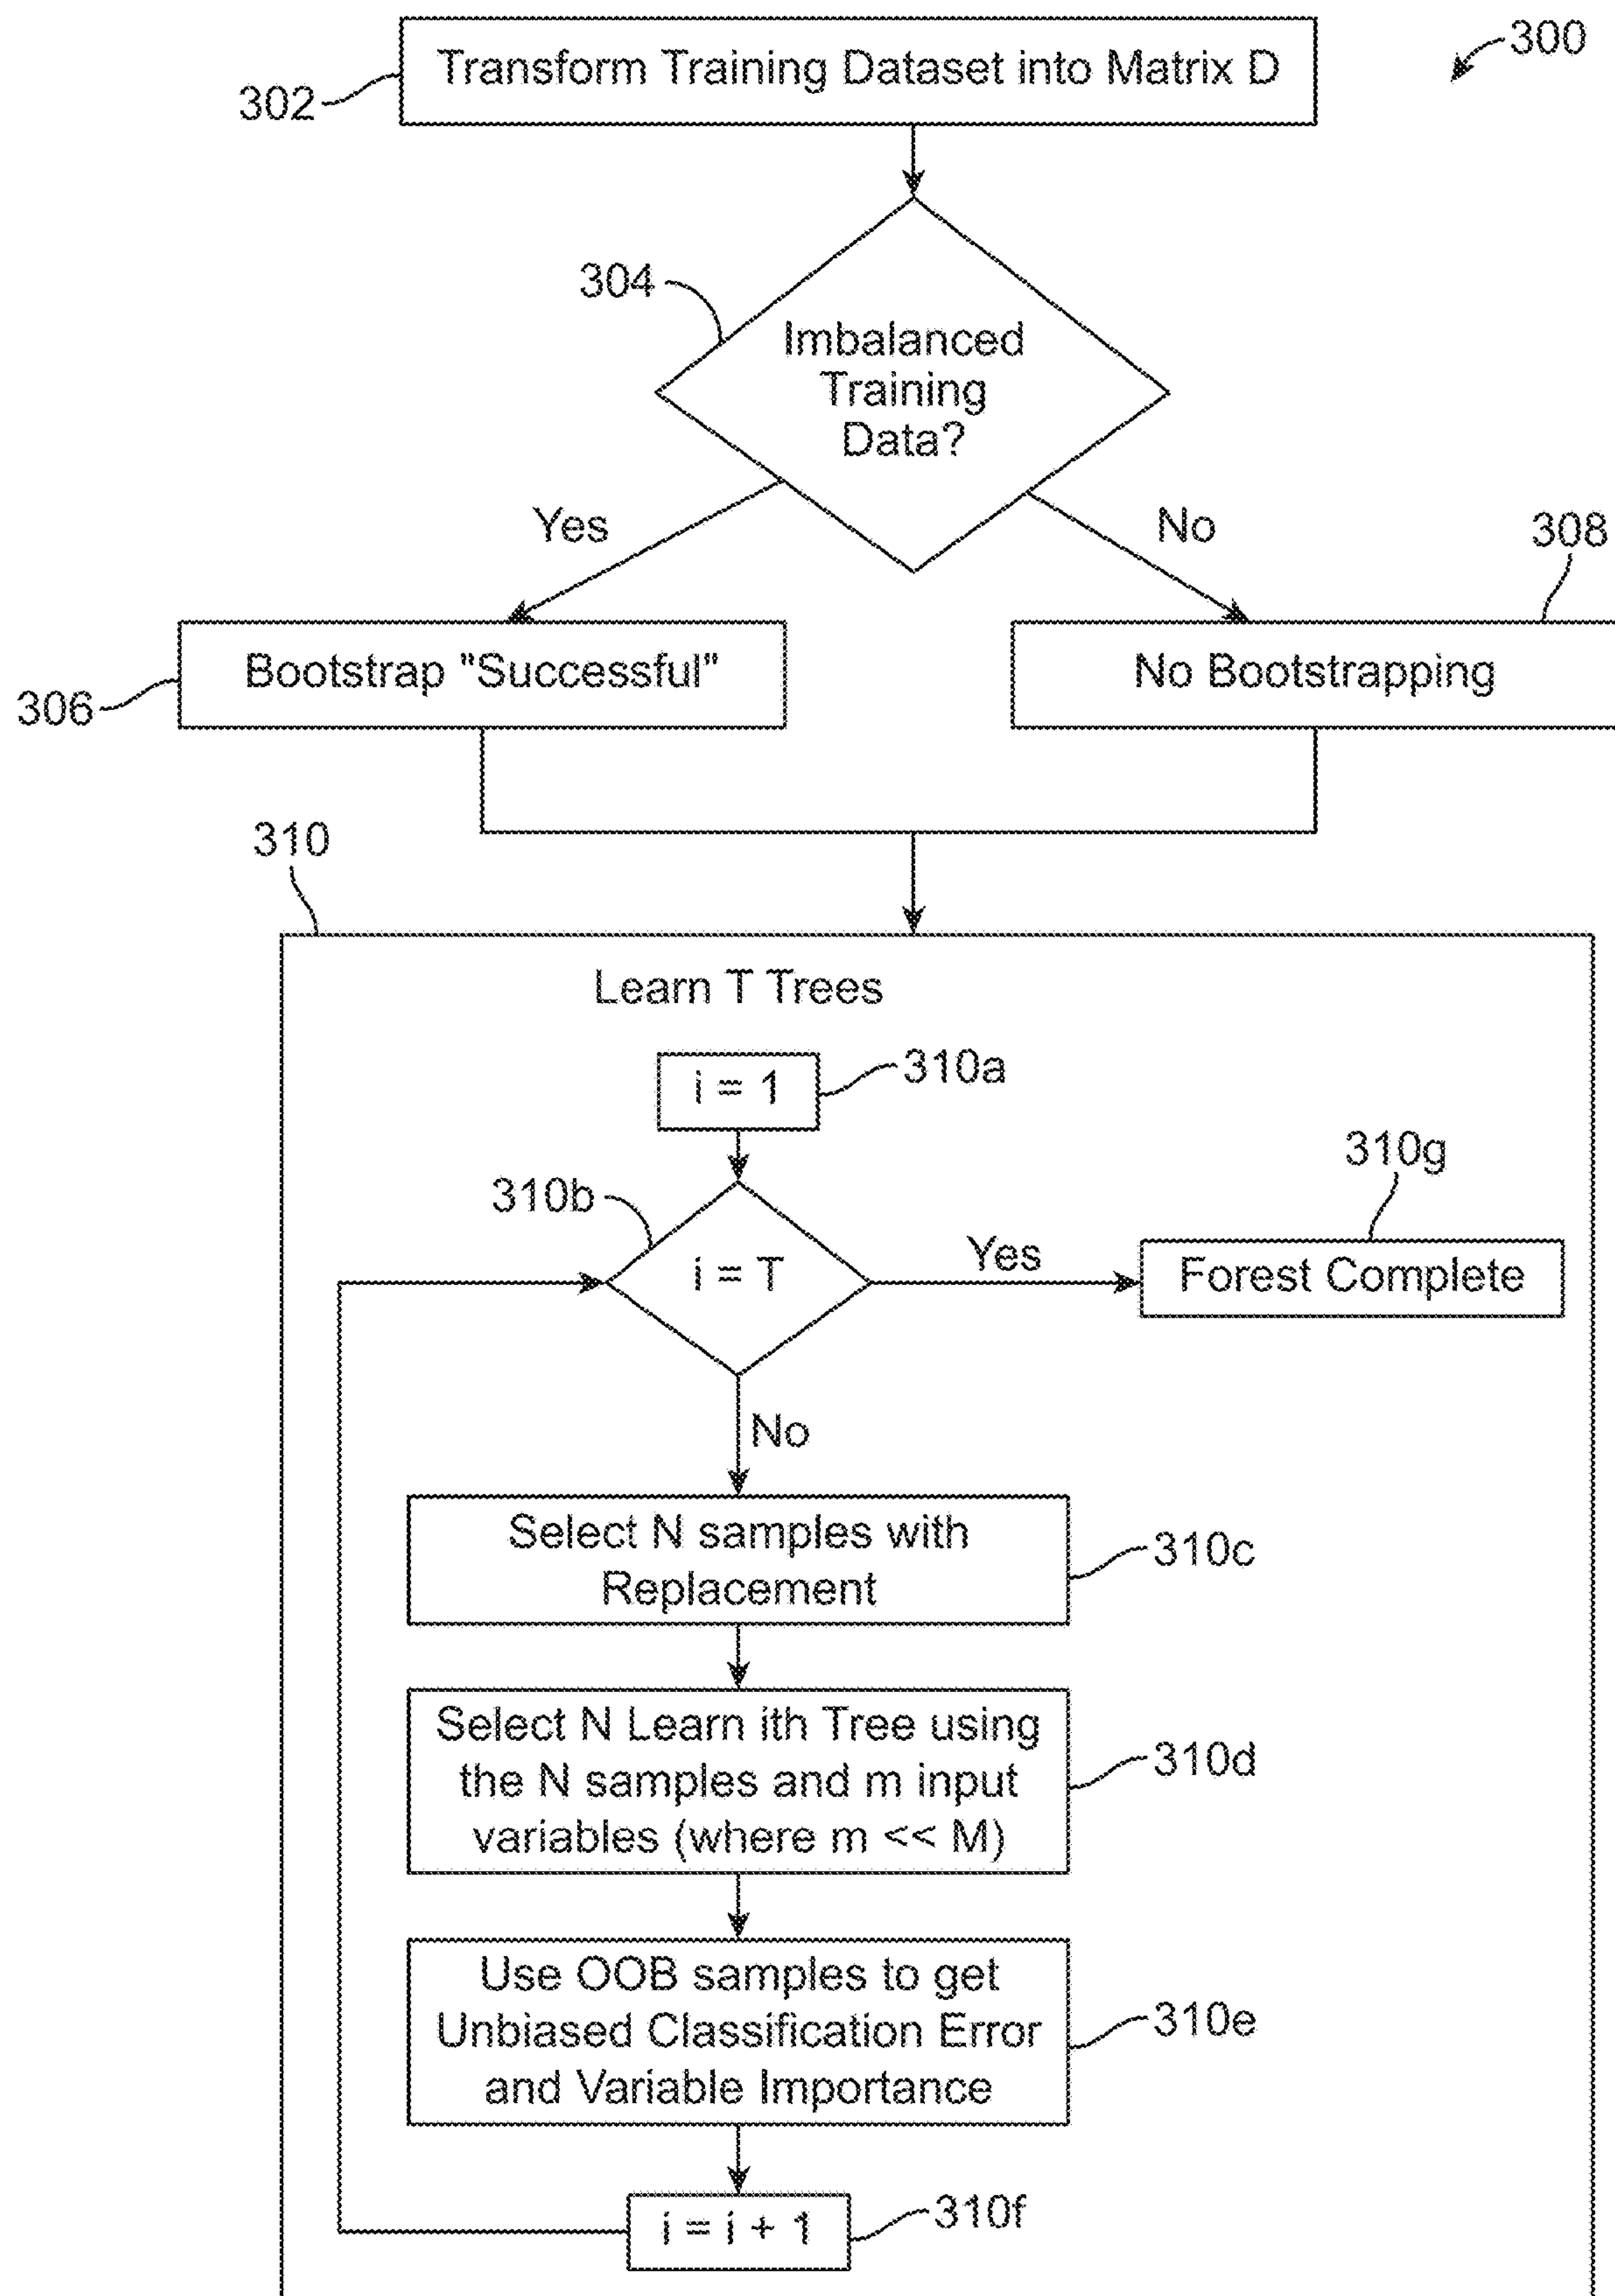 300
Transform Training Dataset into Matrix D
302
304
Imbalanced
Training
Data?
Yes
No
308
Bootstrap "Successful"
No Bootstrapping
306
310
Learn T Trees
i = 1
310a
310g
310b
i = T
Yes
Forest Complete
No
Select N samples with
Replacement
310c
Select N Learn ith Tree using
the N samples and m input
variables (where m << M)
310d
Use OOB samples to get
Unbiased Classification Error
and Variable Importance
310e
i = i + 1
310f